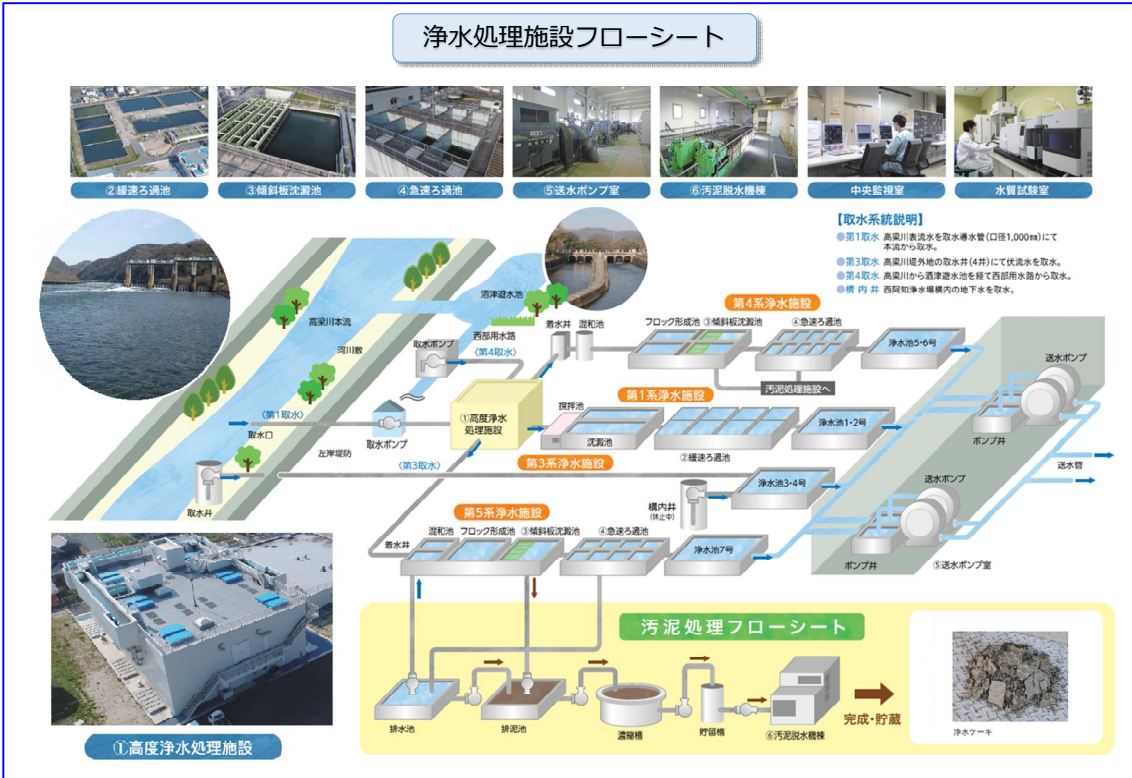 浄水処理施設フローシート
②緩速ろ過池
③傾斜板沈澱池
④急速ろ過池
⑤送水ポンプ室
⑥汚泥脱水機棟
中央監視室
水質試験室
【取水系統説明】
●第1取水 高梁川表流水を取水導水管(口径1,000㎜)にて
本流から取水。
●第3取水 高梁川堤外地の取水井(4井)にて伏流水を取水。
●第4取水 高梁川から酒津遊水池を経て西部用水路から取水。
●構内井 西阿知浄水場構内の地下水を取水。
酒津遊水池
高梁川本流
西部用水路
河川敷
取水ポンプ
〈第4取水〉
着水井
混和池
第4系浄水施設
フロック形成池
③傾斜板沈澱池
④急速ろ過池
浄水池5・6号
汚泥処理施設へ
送水ポンプ
ポンプ井
〈第1取水〉
取水口
取水ポンプ
左岸堤防
①高度浄水
処理施設
第1系浄水施設
撹拌池
沈澱池
②緩速ろ過池
浄水池1・2号
〈第3取水〉
第3系浄水施設
取水井
構内井
(休止中)
浄水池3・4号
送水管
送水ポンプ
第5系浄水施設
着水井
混和池
フロック形成池
③傾斜板沈澱池
④急速ろ過池
浄水池7号
ポンプ井
⑤送水ポンプ室
汚泥処理フローシート
排水池
排泥池
濃縮槽
貯留槽
⑥汚泥脱水機棟
完成・貯蔵
浄水ケーキ
①高度浄水処理施設